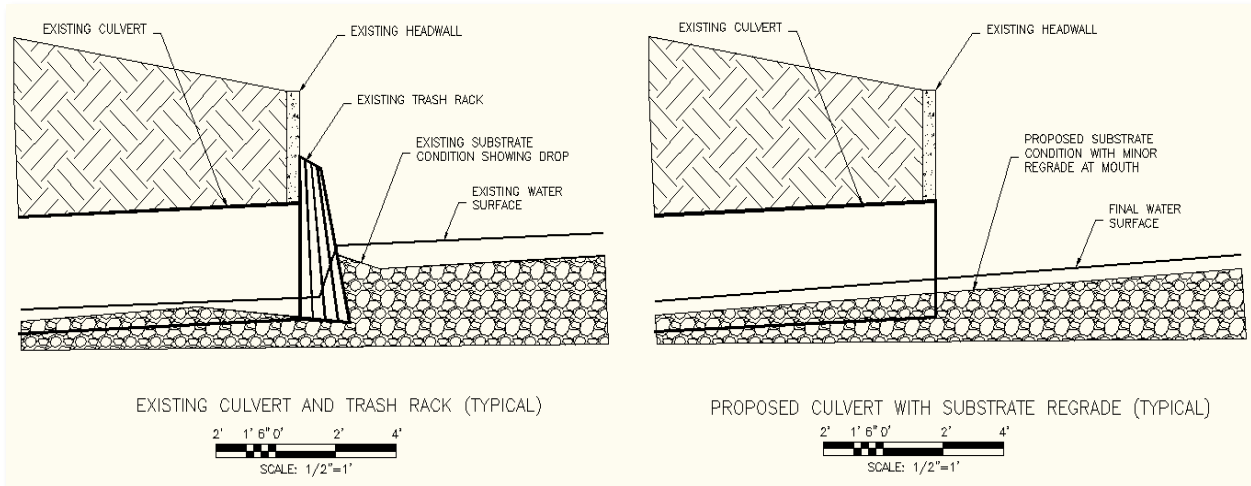 EXISTING CULVERT
EXISTING HEADWALL
EXISTING TRASH RACK
EXISTING SUBSTRATE
CONDITION SHOWING DROP
EXISTING WATER
SURFACE
EXISTING CULVERT AND TRASH RACK (TYPICAL)
2' 1' 6" 0' 2' 4'
SCALE: 1/2"=1'
EXISTING CULVERT
EXISTING HEADWALL
PROPOSED SUBSTRATE
CONDITION WITH MINOR
REGRADE AT MOUTH
FINAL WATER
SURFACE
PROPOSED CULVERT WITH SUBSTRATE REGRADE (TYPICAL)
2' 1' 6" 0' 2' 4'
SCALE: 1/2"=1'